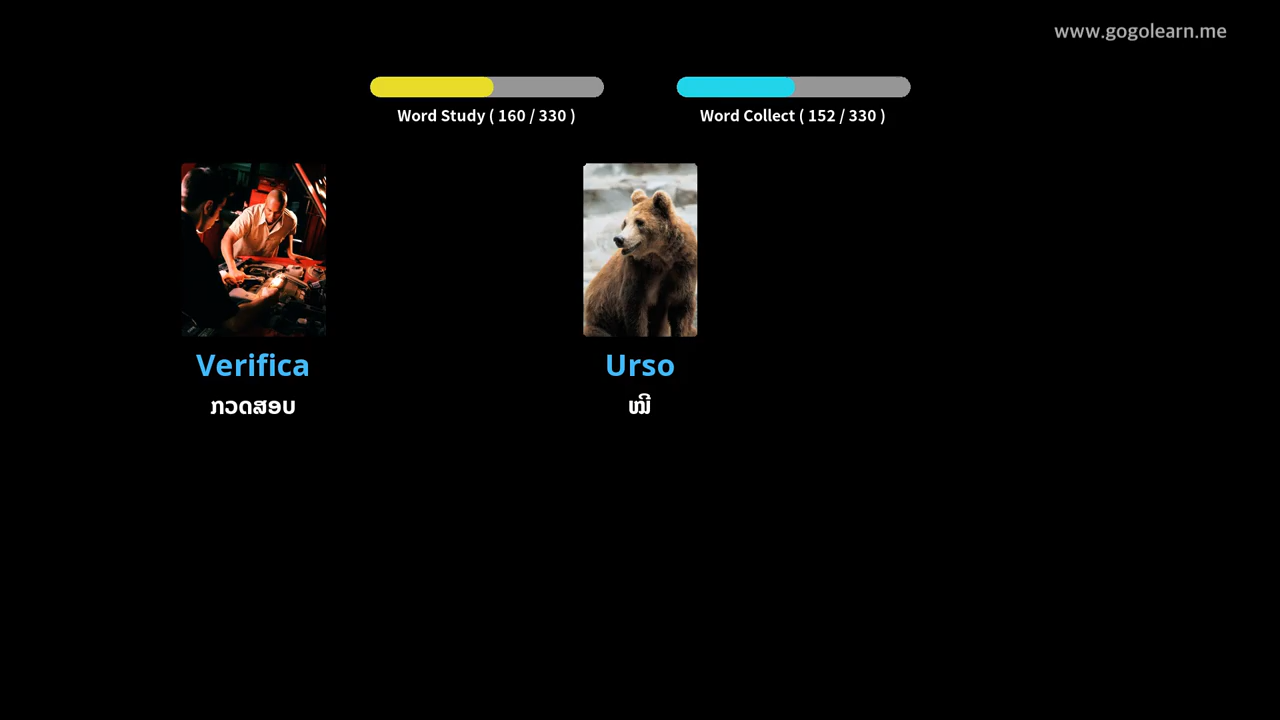 www.gogolearn.me
Word Study ( 160 / 330 )
Word Collect ( 152 / 330 )
Verifica
ກວດສອບ
Urso
ໝີ